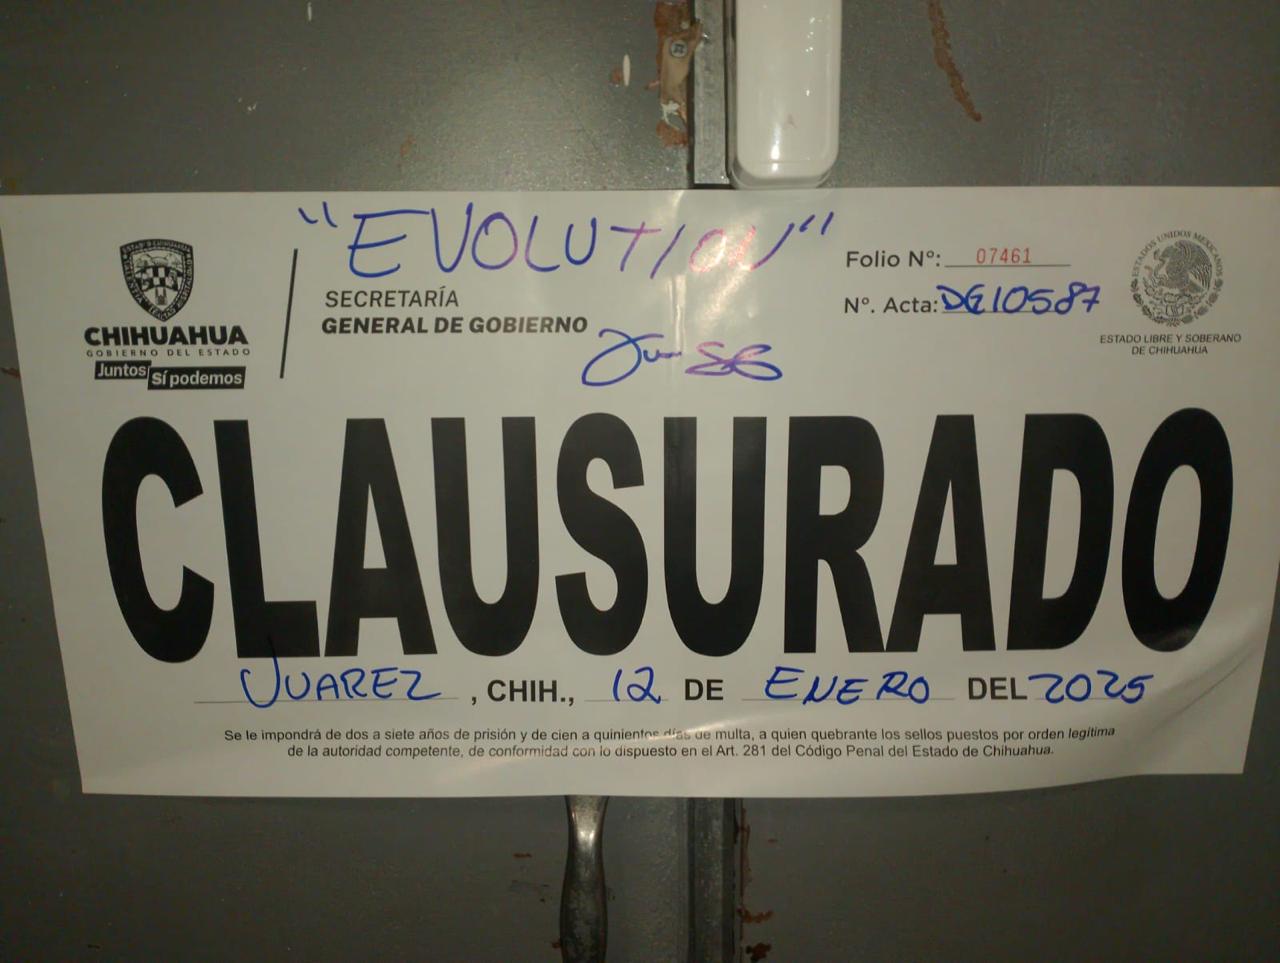 "EVOLUTION"
CHIHUAHUA
GOBIERNO DEL ESTADO
Juntos Sí podemos
SECRETARÍA
GENERAL DE GOBIERNO
Folio Nº: 07461
Nº. Acta: DG10587
ESTADOS UNIDOS MEXICANOS
ESTADO LIBRE Y SOBERANO
DE CHIHUAHUA
CLAUSURADO
JUAREZ, CHIH., 12 DE ENERO DEL 2025
Se le impondrá de dos a siete años de prisión y de cien a quinientos días de multa, a quien quebrante los sellos puestos por orden legítima
de la autoridad competente, de conformidad con lo dispuesto en el Art. 281 del Código Penal del Estado de Chihuahua.